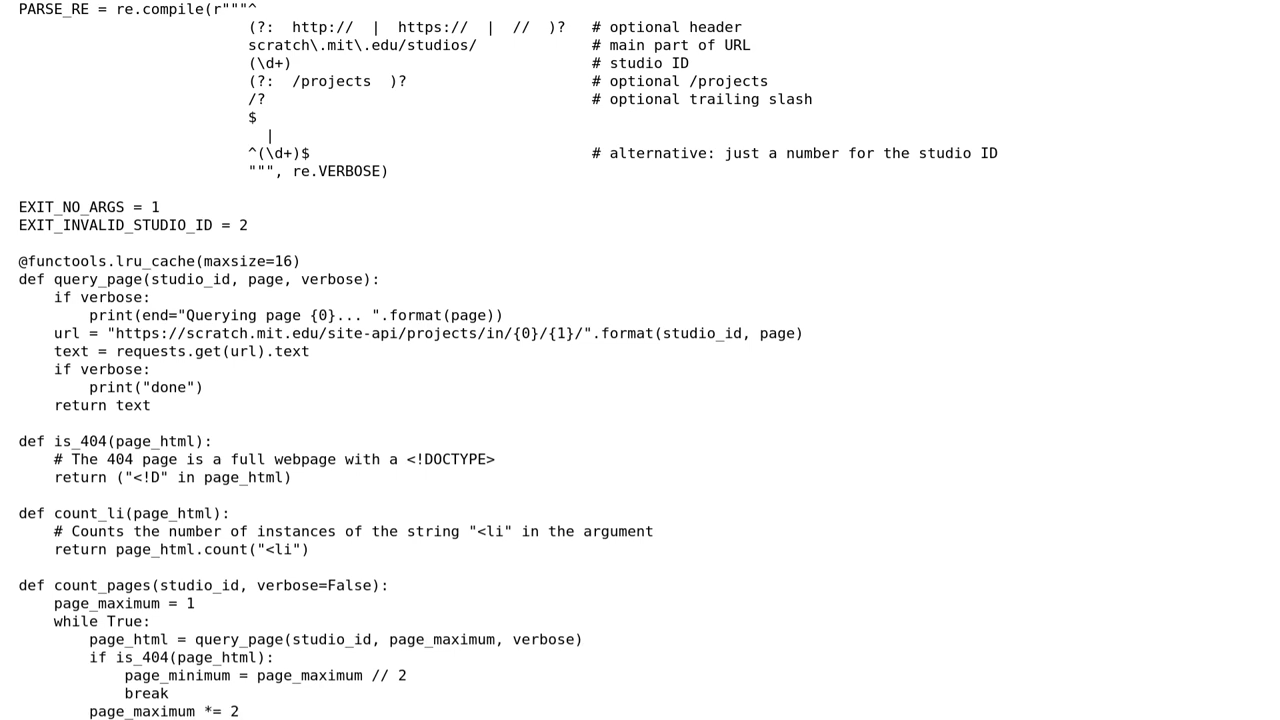 PARSE_RE = re.compile(r"""^
                          (?:  http://  |  https://  |  //  )?   # optional header
                          scratch\.mit\.edu/studios/             # main part of URL
                          (\d+)                                  # studio ID
                          (?:  /projects  )?                     # optional /projects
                          /?                                     # optional trailing slash
                          $
                            |
                          ^(\d+)$                                # alternative: just a number for the studio ID
                          """, re.VERBOSE)

EXIT_NO_ARGS = 1
EXIT_INVALID_STUDIO_ID = 2

@functools.lru_cache(maxsize=16)
def query_page(studio_id, page, verbose):
    if verbose:
        print(end="Querying page {0}... ".format(page))
    url = "https://scratch.mit.edu/site-api/projects/in/{0}/{1}/".format(studio_id, page)
    text = requests.get(url).text
    if verbose:
        print("done")
    return text

def is_404(page_html):
    # The 404 page is a full webpage with a <!DOCTYPE>
    return ("<!D" in page_html)

def count_li(page_html):
    # Counts the number of instances of the string "<li" in the argument
    return page_html.count("<li")

def count_pages(studio_id, verbose=False):
    page_maximum = 1
    while True:
        page_html = query_page(studio_id, page_maximum, verbose)
        if is_404(page_html):
            page_minimum = page_maximum // 2
            break
        page_maximum *= 2